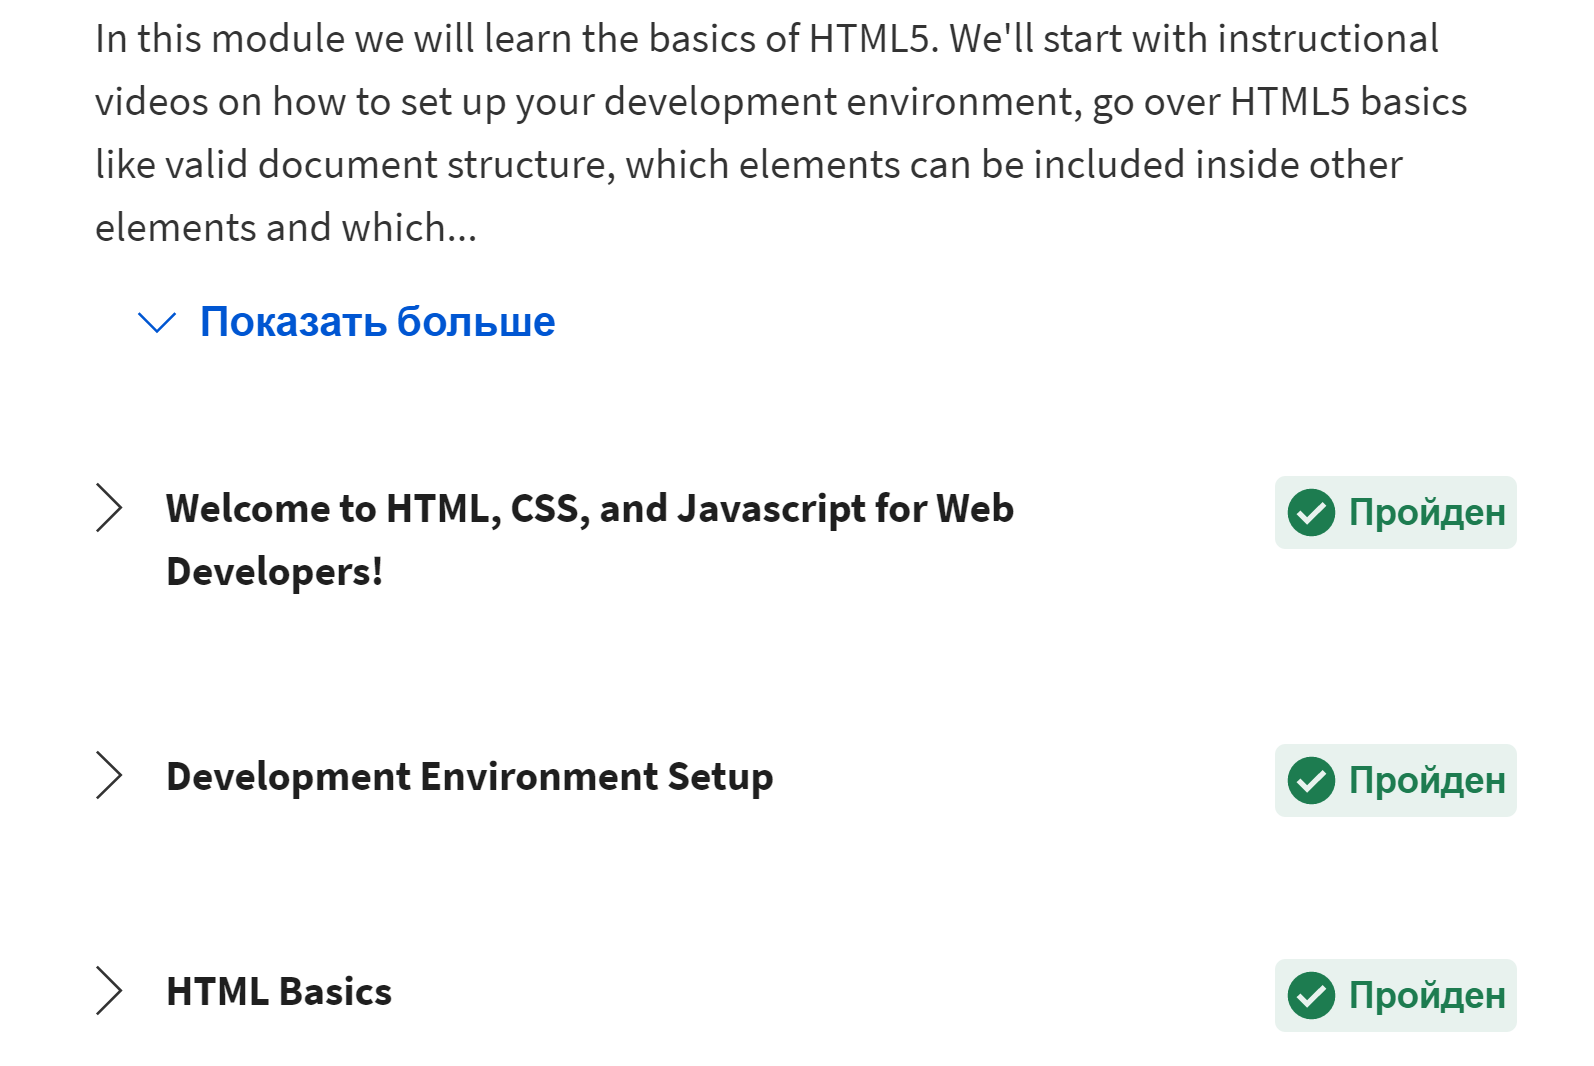 In this module we will learn the basics of HTML5. We'll start with instructional
videos on how to set up your development environment, go over HTML5 basics
like valid document structure, which elements can be included inside other
elements and which...
Показать больше
Welcome to HTML, CSS, and Javascript for Web
Developers!
Пройден
Development Environment Setup
Пройден
HTML Basics
Пройден